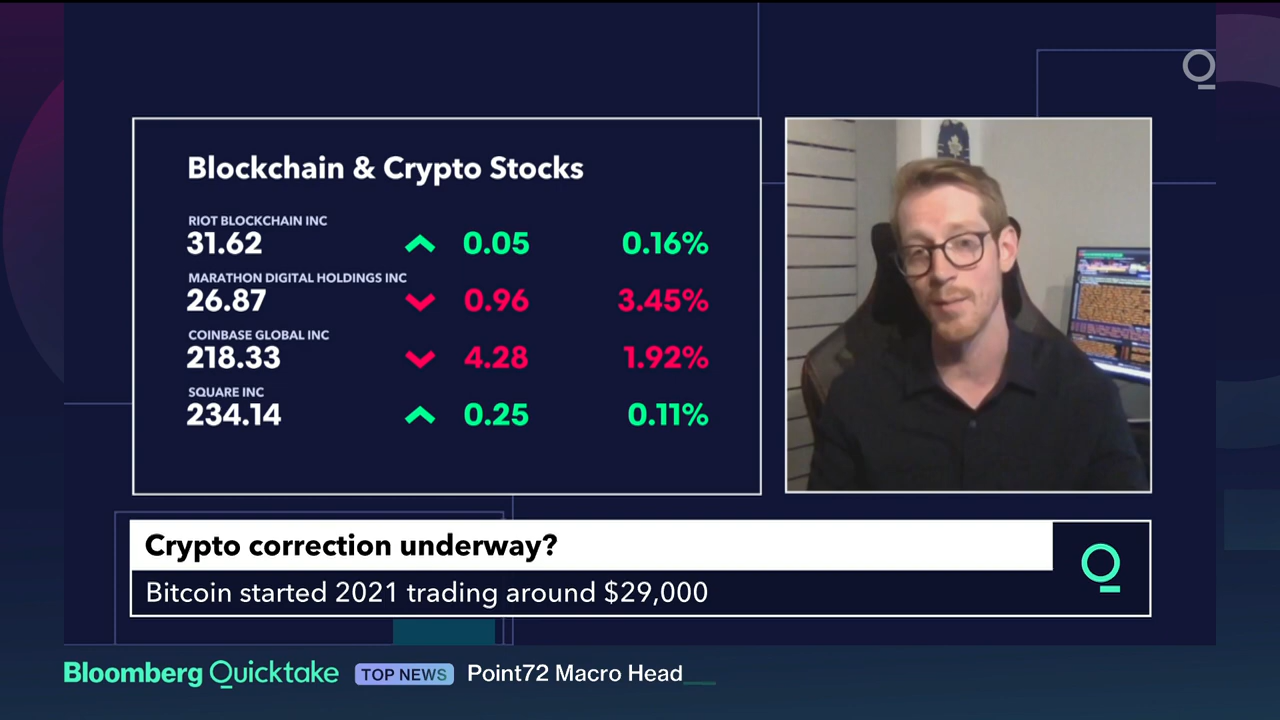 Blockchain & Crypto Stocks
RIOT BLOCKCHAIN INC
31.62 0.05 0.16%
MARATHON DIGITAL HOLDINGS INC
26.87 0.96 3.45%
COINBASE GLOBAL INC
218.33 4.28 1.92%
SQUARE INC
234.14 0.25 0.11%
Crypto correction underway?
Bitcoin started 2021 trading around $29,000
Bloomberg Quicktake TOP NEWS Point72 Macro Head